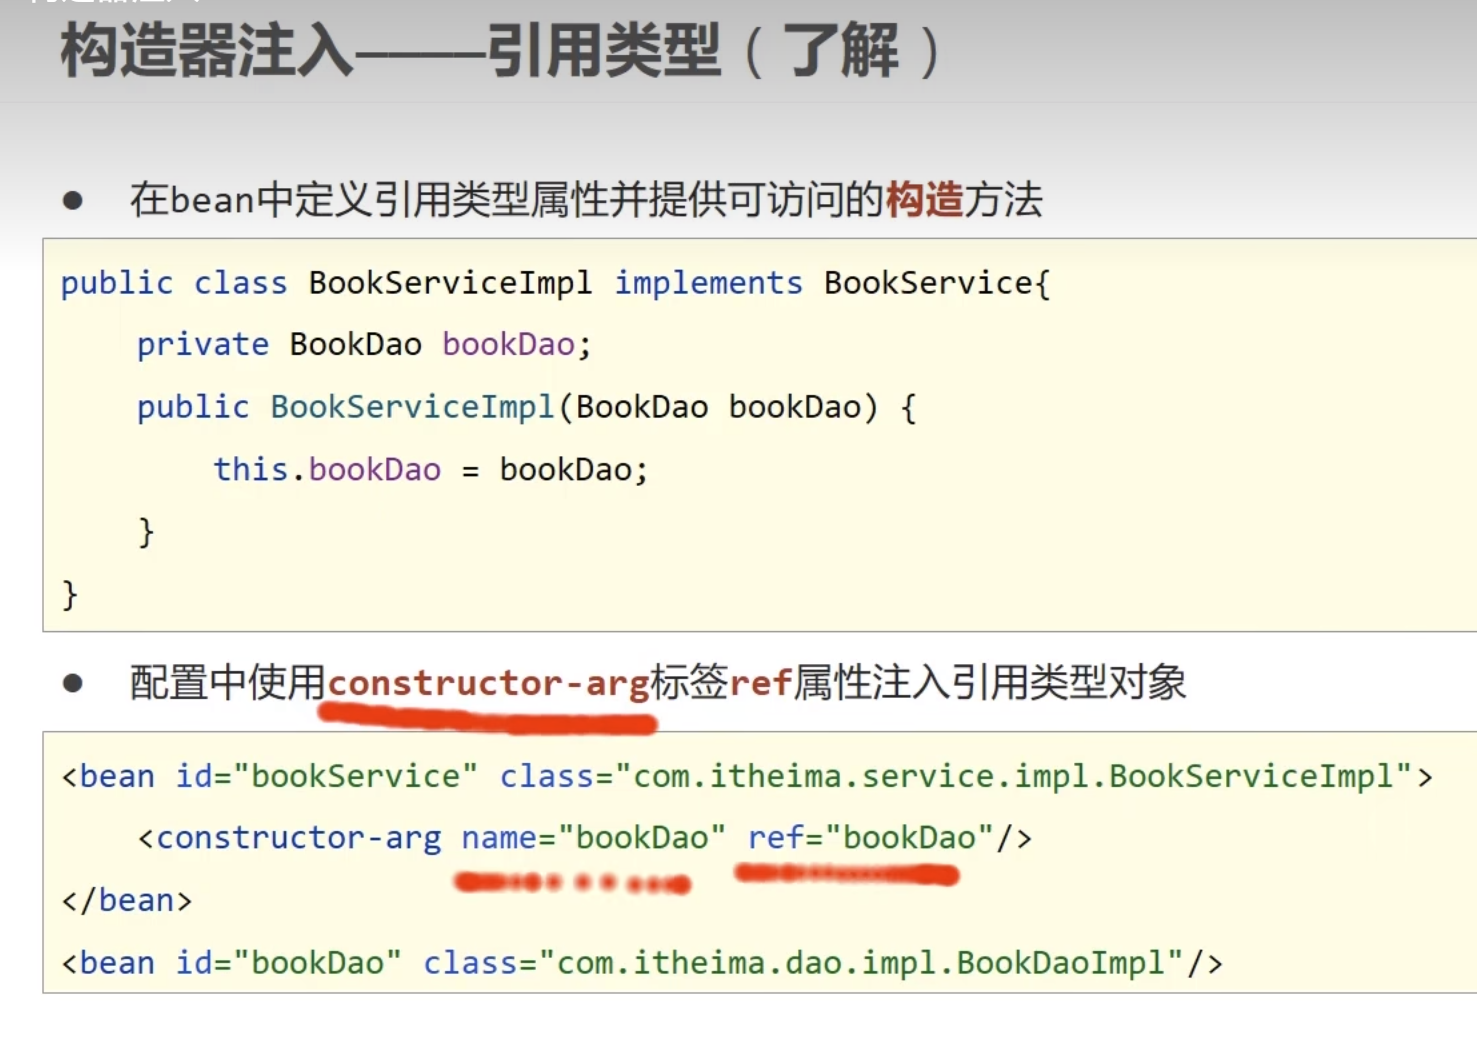 构造器注入————引用类型（了解）
● 在bean中定义引用类型属性并提供可访问的构造方法
public class BookServiceImpl implements BookService{
private BookDao bookDao;
public BookServiceImpl(BookDao bookDao) {
this.bookDao = bookDao;
}
}
● 配置中使用constructor-arg标签ref属性注入引用类型对象
<bean id="bookService" class="com.itheima.service.impl.BookServiceImpl">
<constructor-arg name="bookDao" ref="bookDao"/>
</bean>
<bean id="bookDao" class="com.itheima.dao.impl.BookDaoImpl"/>